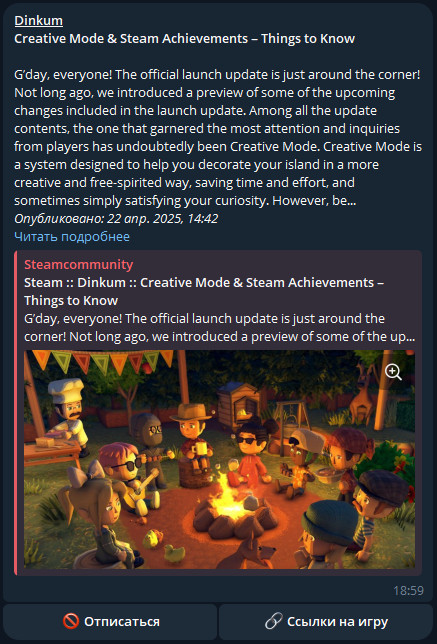 Dinkum
Creative Mode & Steam Achievements – Things to Know
G'day, everyone! The official launch update is just around the corner!
Not long ago, we introduced a preview of some of the upcoming
changes included in the launch update. Among all the update
contents, the one that garnered the most attention and inquiries
from players has undoubtedly been Creative Mode. Creative Mode is
a system designed to help you decorate your island in a more
creative and free-spirited way, saving time and effort, and
sometimes simply satisfying your curiosity. However, be...
Опубликовано: 22 апр. 2025, 14:42
Читать подробнее
Steamcommunity
Steam :: Dinkum :: Creative Mode & Steam Achievements –
Things to Know
G'day, everyone! The official launch update is just around the
corner! Not long ago, we introduced a preview of some of the up...
18:59
Отписаться
Ссылки на игру